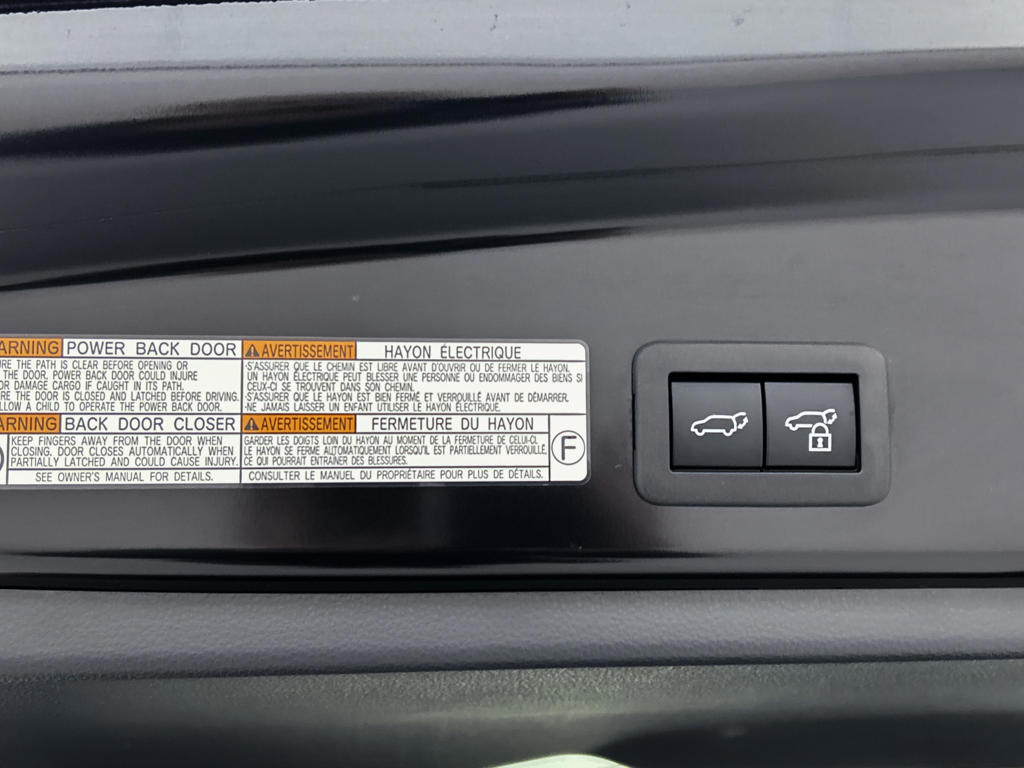 ARNING POWER BACK DOOR
URE THE PATH IS CLEAR BEFORE OPENING OR
THE DOOR. POWER BACK DOOR COULD INJURE
OR DAMAGE CARGO IF CAUGHT IN ITS PATH.
RE THE DOOR IS CLOSED AND LATCHED BEFORE DRIVING.
LLOW A CHILD TO OPERATE THE POWER BACK DOOR.
AVERTISSEMENT HAYON ÉLECTRIQUE
·S'ASSURER QUE LE CHEMIN EST LIBRE AVANT D'OUVRIR OU DE FERMER LE HAYON.
UN HAYON ÉLECTRIQUE PEUT BLESSER UNE PERSONNE OU ENDOMMAGER DES BIENS SI
CEUX-CI SE TROUVENT DANS SON CHEMIN.
·S'ASSURER QUE LE HAYON EST BIEN FERMÉ ET VERROUILLÉ AVANT DE DÉMARRER.
·NE JAMAIS LAISSER UN ENFANT UTILISER LE HAYON ÉLECTRIQUE.
ARNING BACK DOOR CLOSER
KEEP FINGERS AWAY FROM THE DOOR WHEN
CLOSING. DOOR CLOSES AUTOMATICALLY WHEN
PARTIALLY LATCHED AND COULD CAUSE INJURY.
SEE OWNER'S MANUAL FOR DETAILS.
AVERTISSEMENT FERMETURE DU HAYON
GARDER LES DOIGTS LOIN DU HAYON AU MOMENT DE LA FERMETURE DE CELUI-CI.
LE HAYON SE FERME AUTOMATIQUEMENT LORSQU'IL EST PARTIELLEMENT VERROUILLÉ,
CE QUI POURRAIT ENTRAÎNER DES BLESSURES.
CONSULTER LE MANUEL DU PROPRIÉTAIRE POUR PLUS DE DÉTAILS.
F